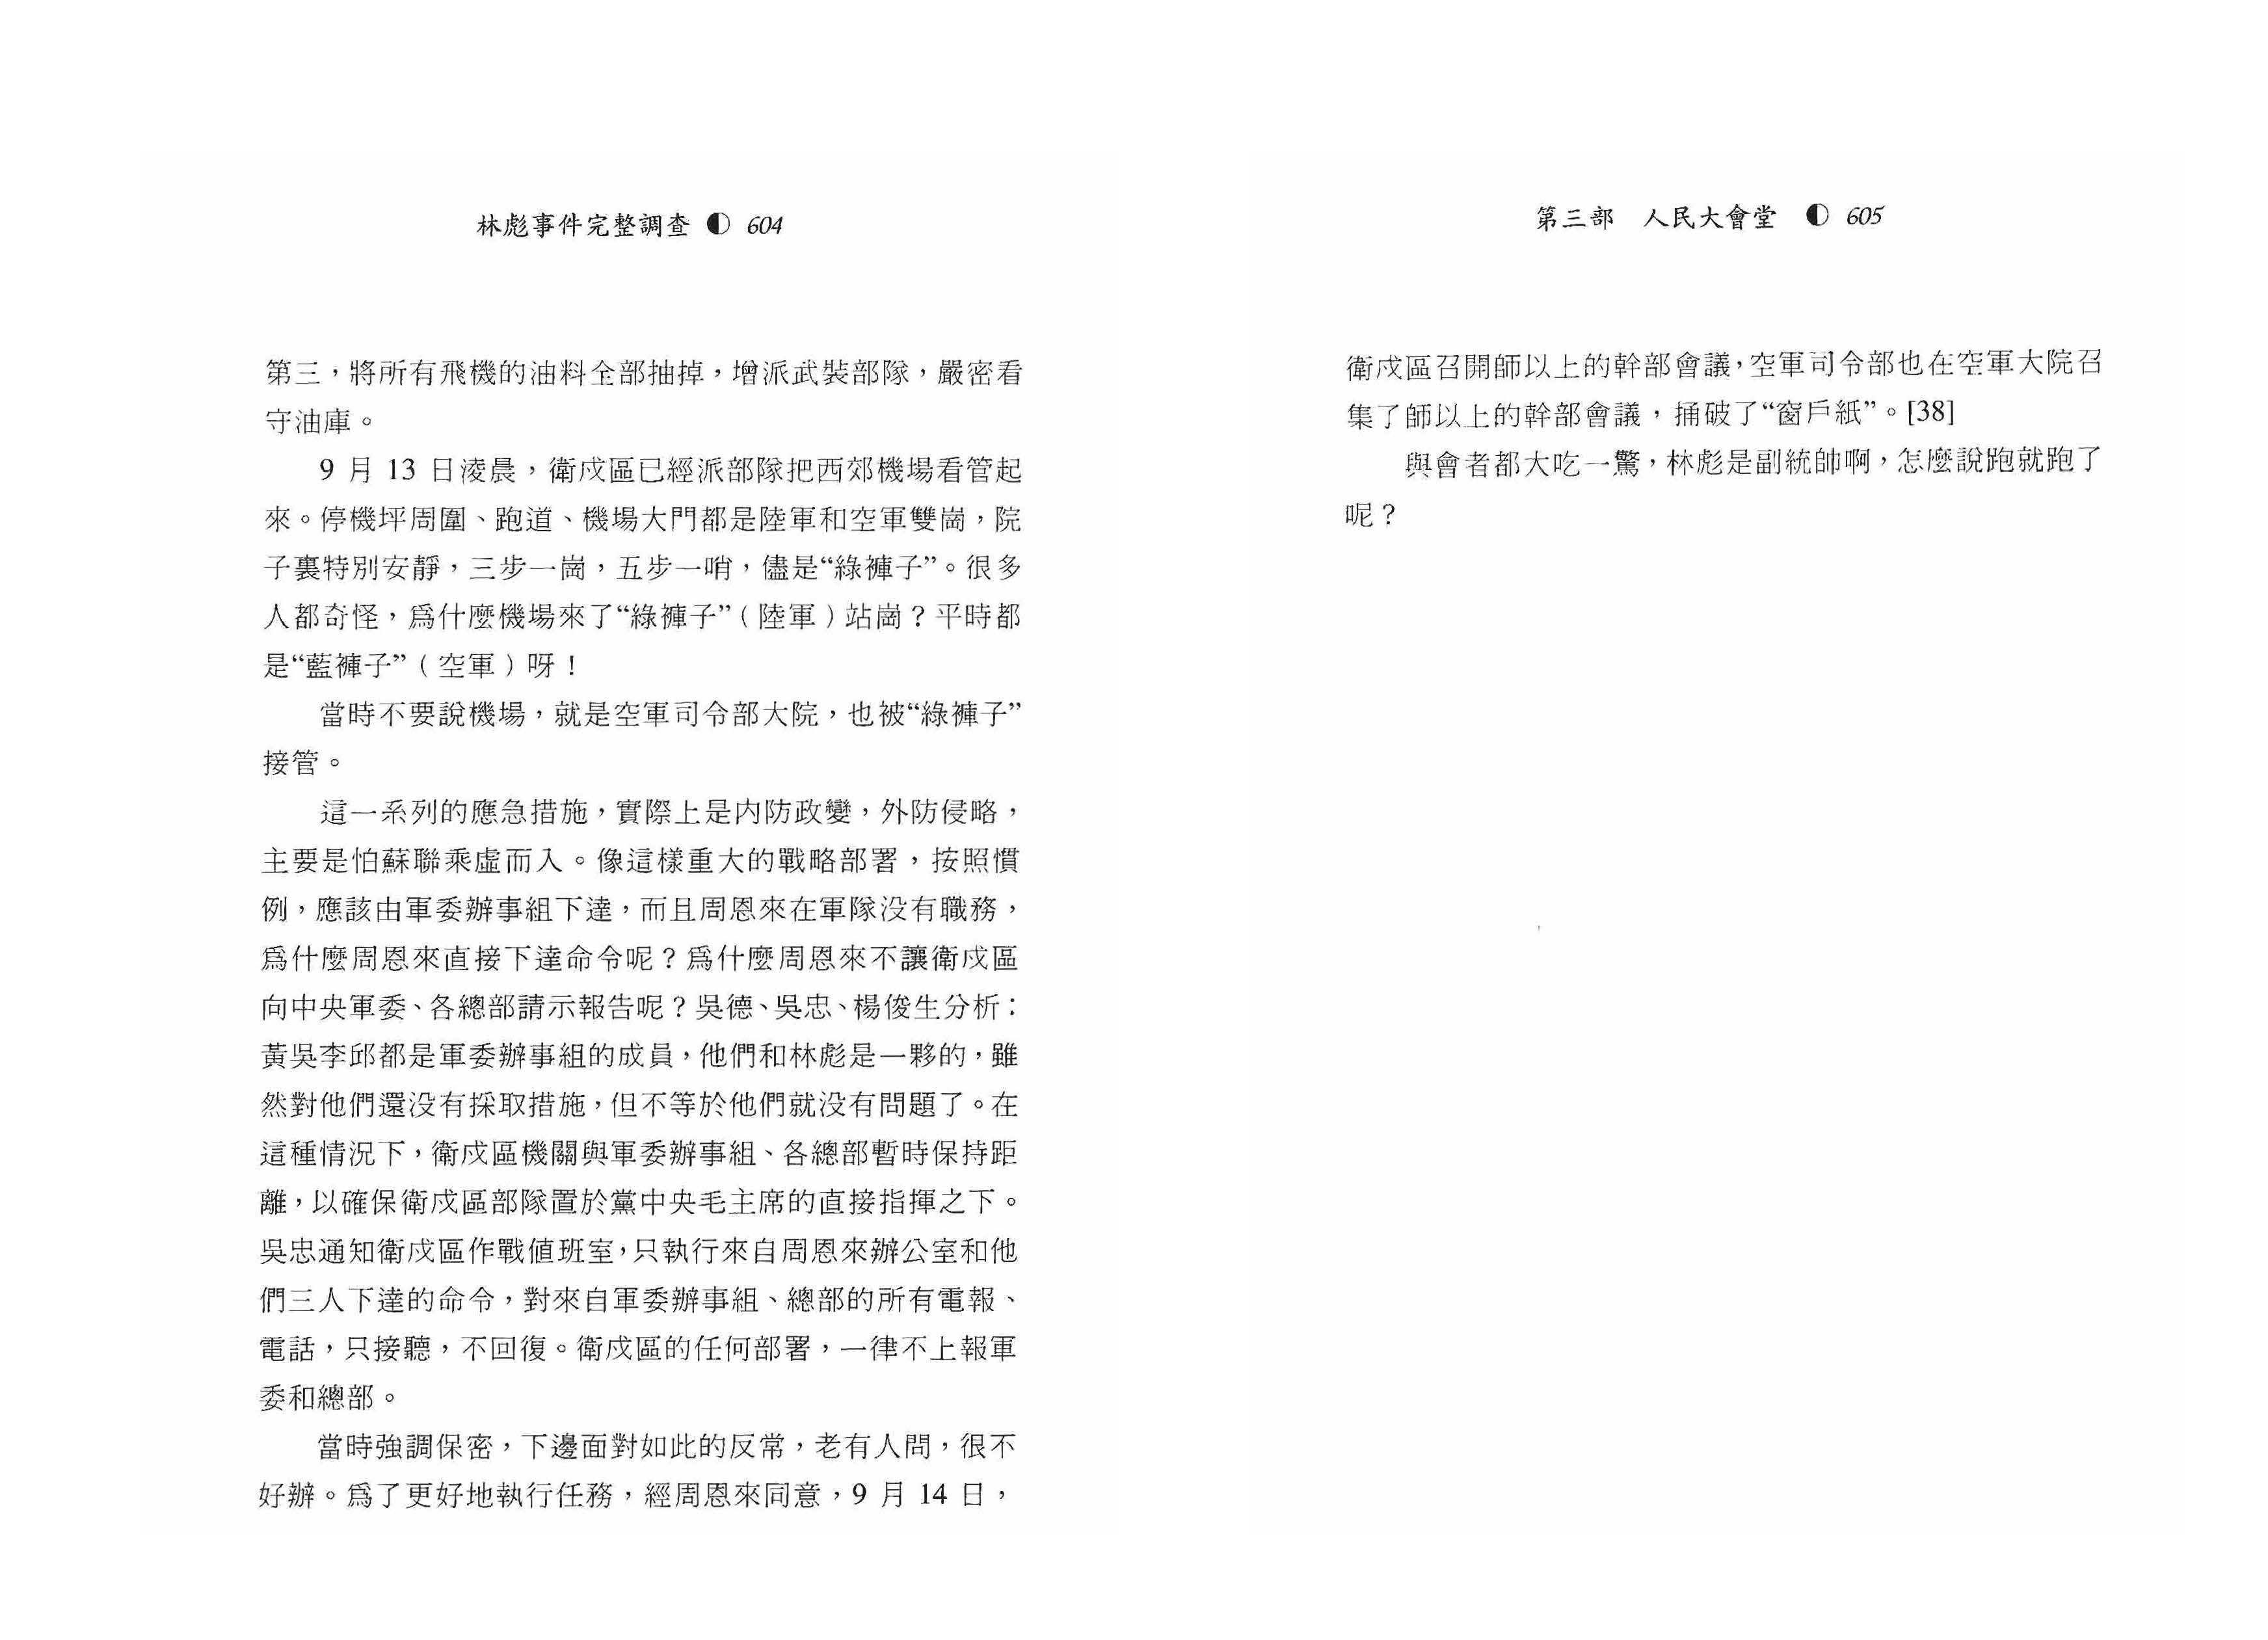 林彪事件完整調查 ◐ 604
第三，將所有飛機的油料全部抽掉，增派武裝部隊，嚴密看
守油庫。
9 月 13 日淩晨，衛戍區已經派部隊把西郊機場看管起
來。停機坪周圍、跑道、機場大門都是陸軍和空軍雙崗，院
子裏特別安靜，三步一崗，五步一哨，儘是“綠褲子”。很多
人都奇怪，爲什麼機場來了“綠褲子”（陸軍）站崗？平時都
是“藍褲子”（空軍）呀！
當時不要說機場，就是空軍司令部大院，也被“綠褲子”
接管。
這一系列的應急措施，實際上是内防政變，外防侵略，
主要是怕蘇聯乘虛而入。像這樣重大的戰略部署，按照慣
例，應該由軍委辦事組下達，而且周恩來在軍隊没有職務，
爲什麼周恩來直接下達命令呢？爲什麼周恩來不讓衛戍區
向中央軍委、各總部請示報告呢？吳德、吳忠、楊俊生分析：
黃吳李邱都是軍委辦事組的成員，他們和林彪是一夥的，雖
然對他們還没有採取措施，但不等於他們就没有問題了。在
這種情況下，衛戍區機關與軍委辦事組、各總部暫時保持距
離，以確保衛戍區部隊置於黨中央毛主席的直接指揮之下。
吳忠通知衛戍區作戰值班室，只執行來自周恩來辦公室和他
們三人下達的命令，對來自軍委辦事組、總部的所有電報、
電話，只接聽，不回復。衛戍區的任何部署，一律不上報軍
委和總部。
當時強調保密，下邊面對如此的反常，老有人問，很不
好辦。爲了更好地執行任務，經周恩來同意，9 月 14 日，
第三部　人民大會堂 ◐ 605
衛戍區召開師以上的幹部會議，空軍司令部也在空軍大院召
集了師以上的幹部會議，捅破了“窗戶紙”。[38]
與會者都大吃一驚，林彪是副統帥啊，怎麼說跑就跑了
呢？